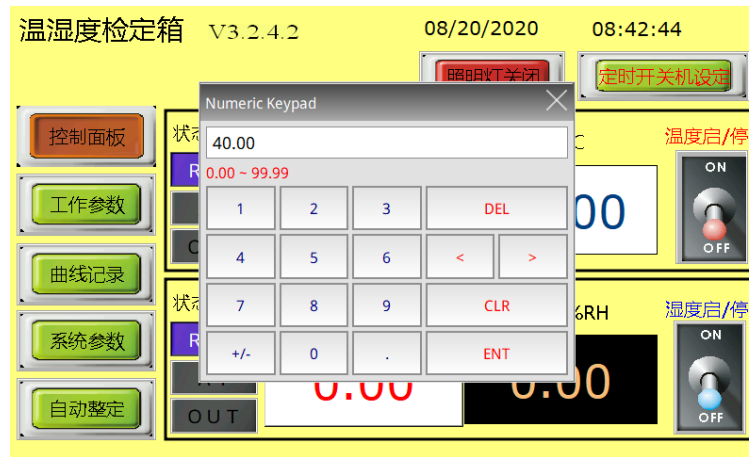 温湿度检定箱 V3.2.4.2 08/20/2020 08:42:44
照明灯关闭 定时开关机设定
Numeric Keypad
控制面板
40.00
温度启/停
0.00 ~ 99.99
ON
1 2 3 DEL
工作参数
00
4 5 6 < >
OFF
曲线记录
7 8 9 CLR
%RH
湿度启/停
系统参数
ON
+/- 0 . ENT
0.00 0.00
自动整定
OUT
OFF